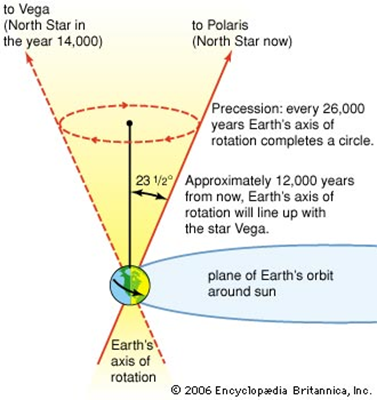 to Vega
(North Star in
the year 14,000)
to Polaris
(North Star now)
Precession: every 26,000
years Earth's axis of
rotation completes a circle.
23 1/2°
Approximately 12,000 years
from now, Earth's axis of
rotation will line up with
the star Vega.
plane of Earth's orbit
around sun
Earth's
axis of
rotation
© 2006 Encyclopædia Britannica, Inc.